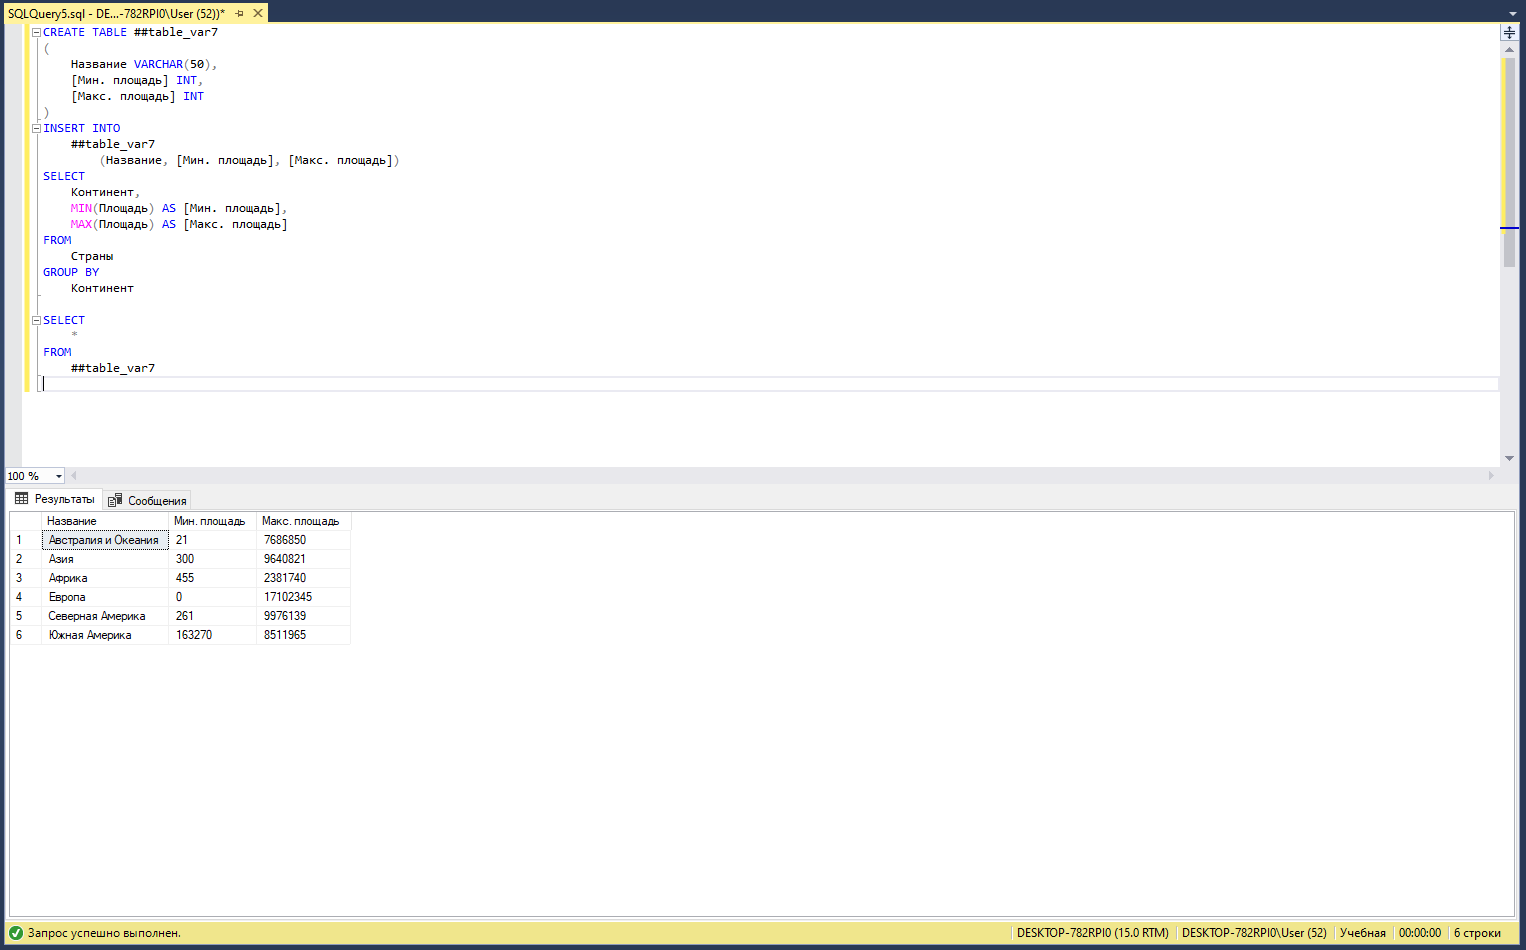 SQLQuery5.sql - DE...-782RPI0\User (52))*
CREATE TABLE ##table_var7
(
Название VARCHAR(50),
[Мин. площадь] INT,
[Макс. площадь] INT
)
INSERT INTO
##table_var7
(Название, [Мин. площадь], [Макс. площадь])
SELECT
Континент,
MIN(Площадь) AS [Мин. площадь],
MAX(Площадь) AS [Макс. площадь]
FROM
Страны
GROUP BY
Континент
SELECT
*
FROM
##table_var7
100 %
Результаты Сообщения
Название Мин. площадь Макс. площадь
1 Австралия и Океания 21 7686850
2 Азия 300 9640821
3 Африка 455 2381740
4 Европа 0 17102345
5 Северная Америка 261 9976139
6 Южная Америка 163270 8511965
Запрос успешно выполнен. DESKTOP-782RPI0 (15.0 RTM) DESKTOP-782RPI0\User (52) Учебная 00:00:00 6 строки